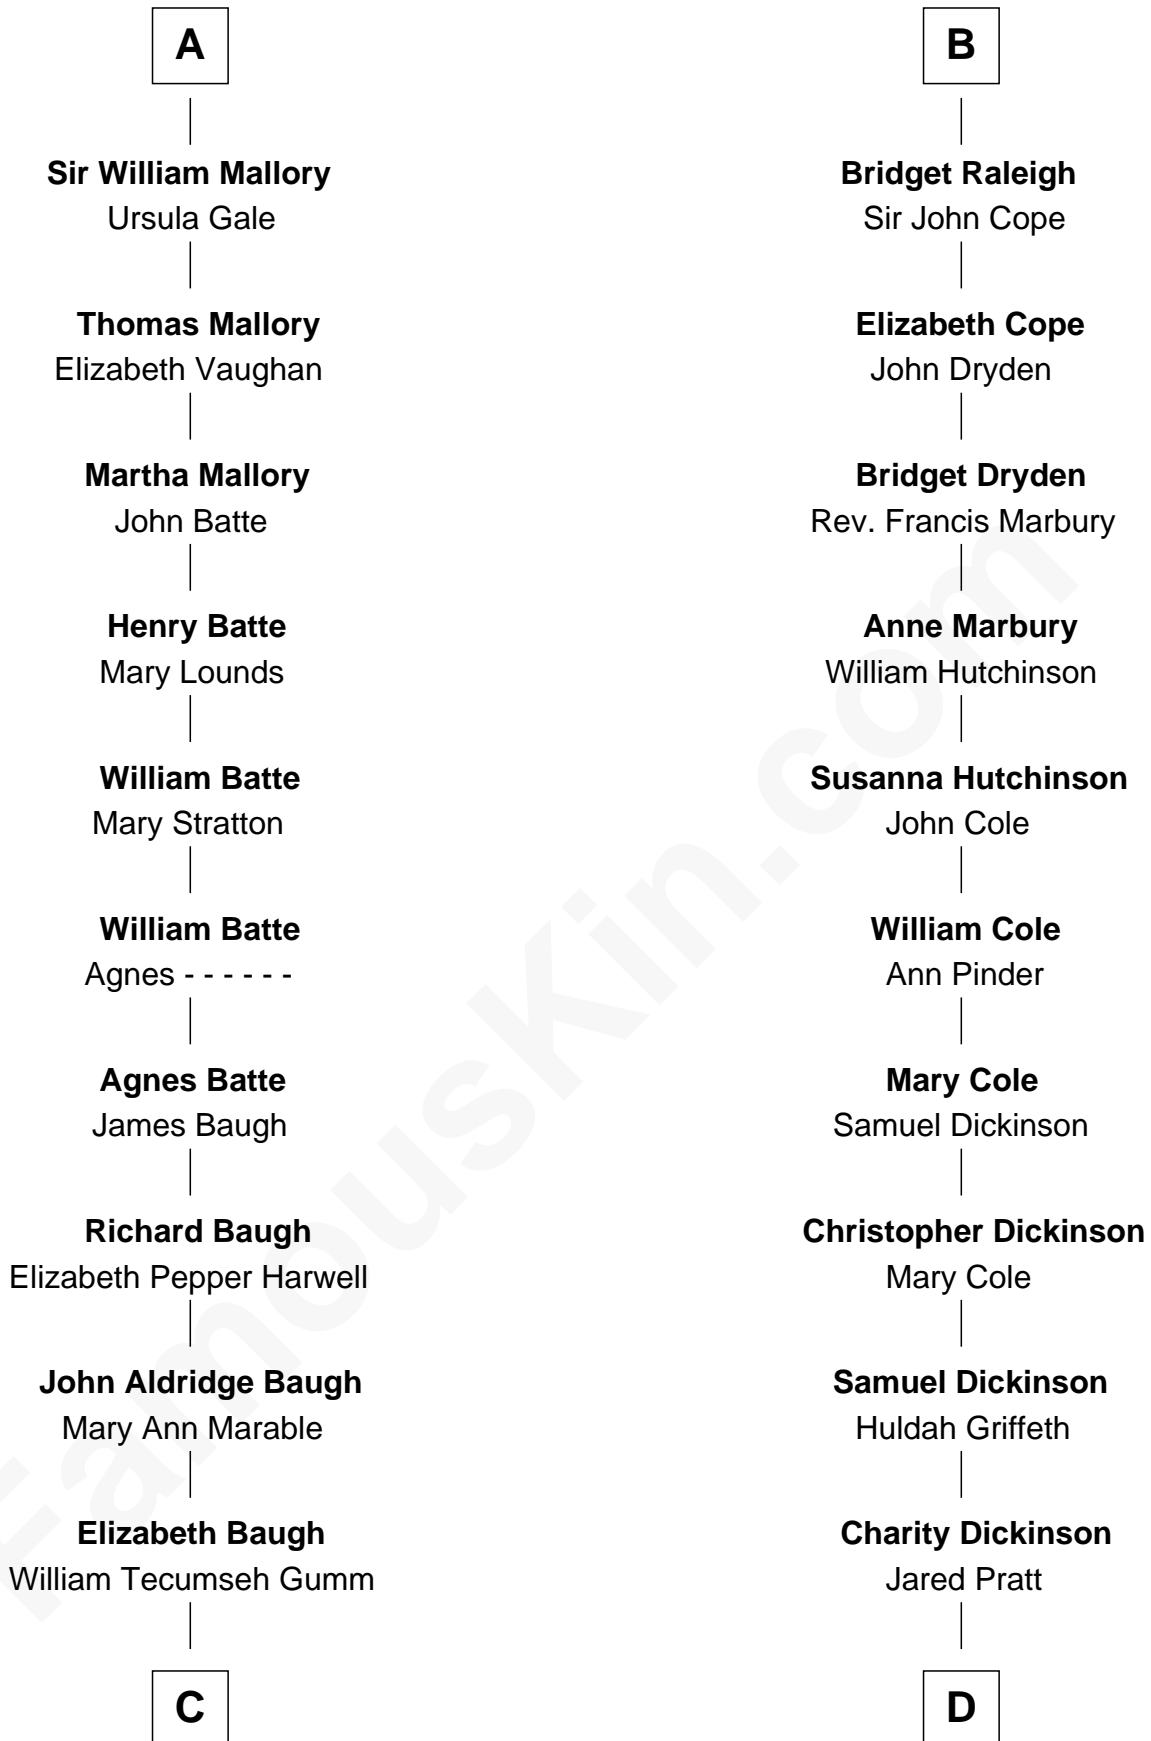 A
Sir William Mallory
Ursula Gale
Thomas Mallory
Elizabeth Vaughan
Martha Mallory
John Batte
Henry Batte
Mary Lounds
William Batte
Mary Stratton
William Batte
Agnes - - - - - -
Agnes Batte
James Baugh
Richard Baugh
Elizabeth Pepper Harwell
John Aldridge Baugh
Mary Ann Marable
Elizabeth Baugh
William Tecumseh Gumm
C
B
Bridget Raleigh
Sir John Cope
Elizabeth Cope
John Dryden
Bridget Dryden
Rev. Francis Marbury
Anne Marbury
William Hutchinson
Susanna Hutchinson
John Cole
William Cole
Ann Pinder
Mary Cole
Samuel Dickinson
Christopher Dickinson
Mary Cole
Samuel Dickinson
Huldah Griffeth
Charity Dickinson
Jared Pratt
D
FamousKin.com